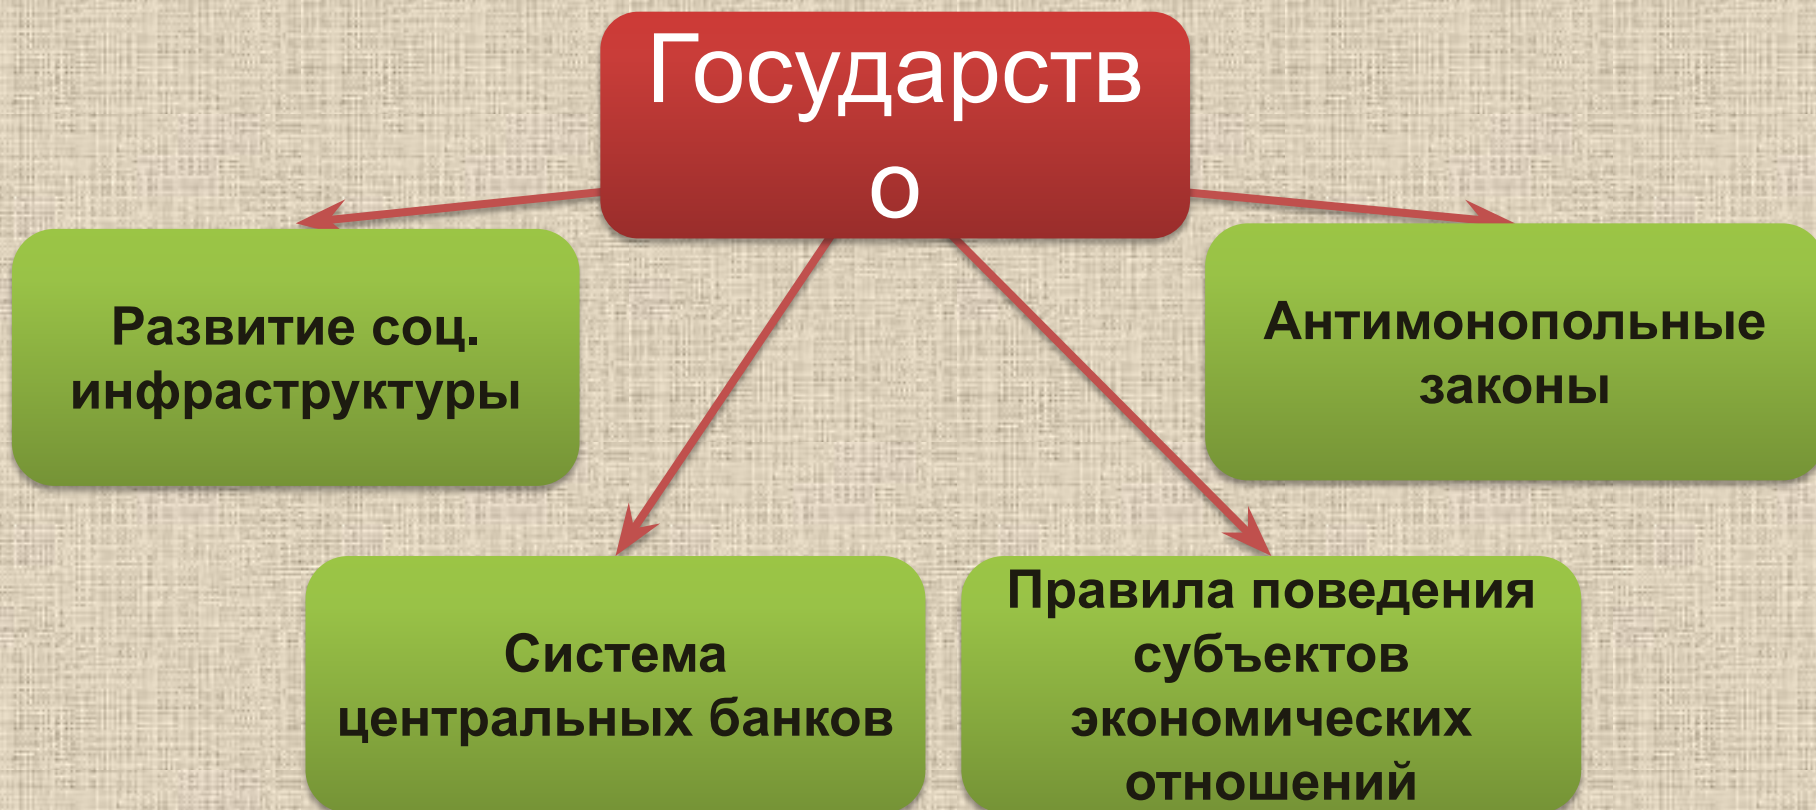 Государств
о
Развитие соц.
инфраструктуры
Антимонопольные
законы
Система
центральных банков
Правила поведения
субъектов
экономических
отношений